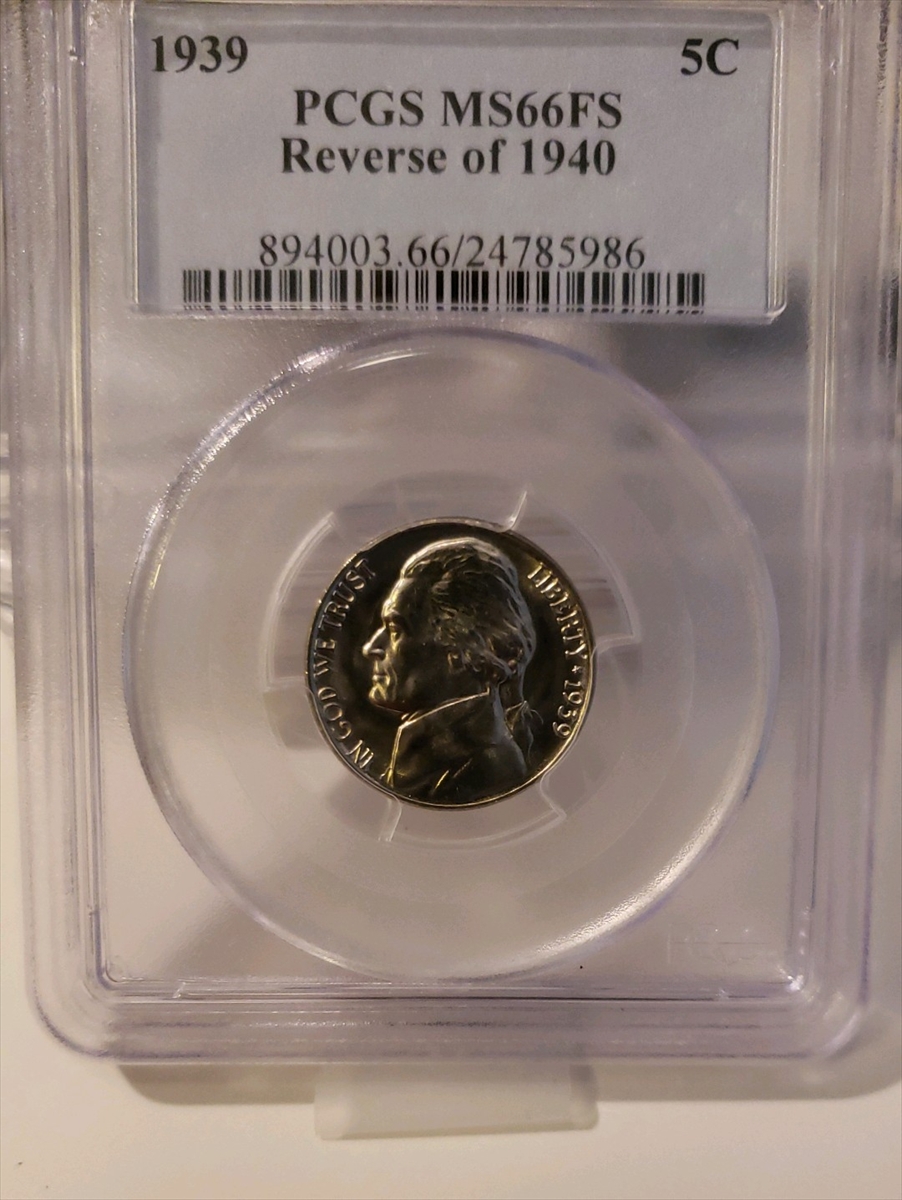 1939 5C
PCGS MS66FS
Reverse of 1940
894003.66/24785986
IN GOD WE TRUST
LIBERTY ★ 1939